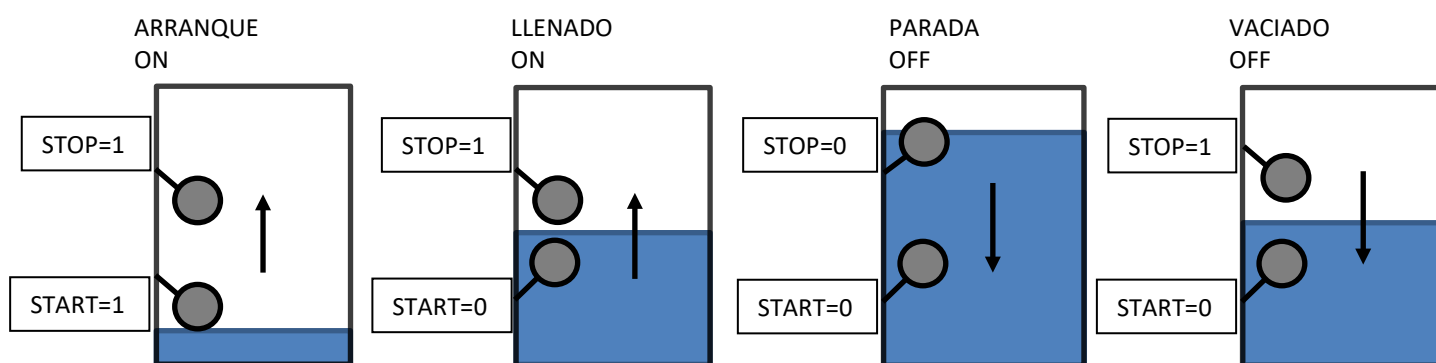 ARRANQUE
ON
STOP=1
START=1
LLENADO
ON
STOP=1
START=0
PARADA
OFF
STOP=0
START=0
VACIADO
OFF
STOP=1
START=0